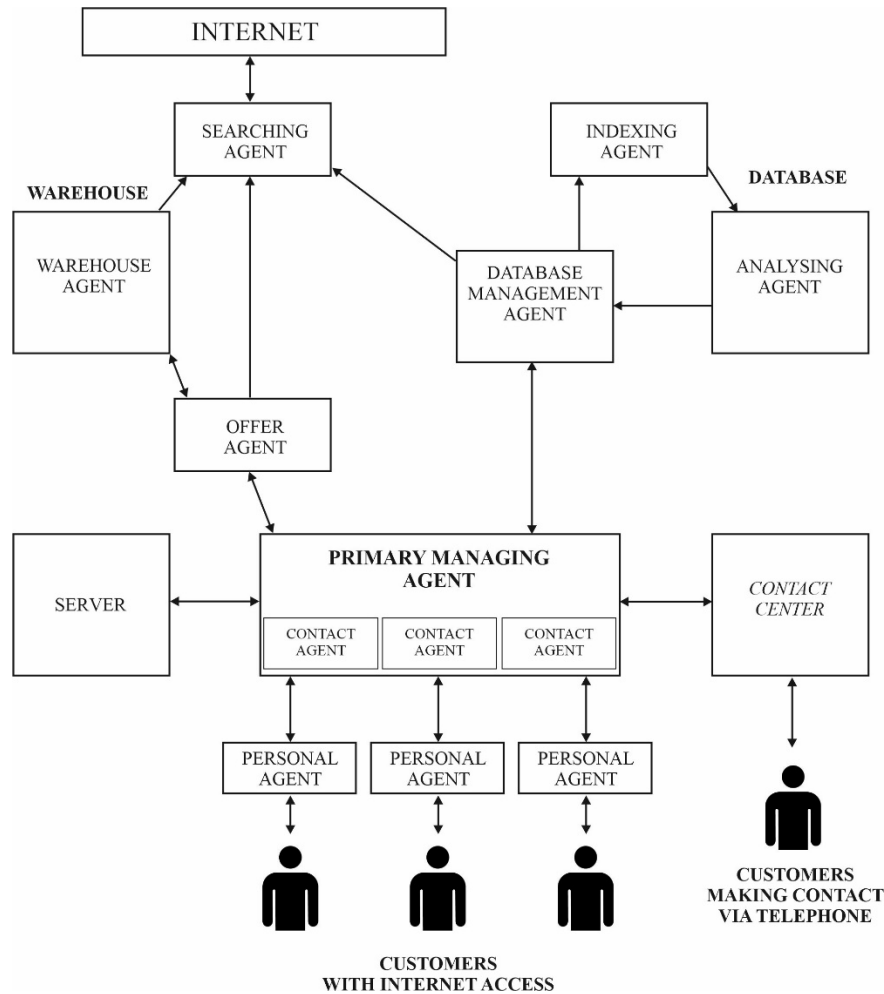 INTERNET
SEARCHING
AGENT
INDEXING
AGENT
WAREHOUSE
DATABASE
WAREHOUSE
AGENT
DATABASE
MANAGEMENT
AGENT
ANALYSING
AGENT
OFFER
AGENT
PRIMARY MANAGING
AGENT
SERVER
CONTACT
CENTER
CONTACT
AGENT
CONTACT
AGENT
CONTACT
AGENT
PERSONAL
AGENT
PERSONAL
AGENT
PERSONAL
AGENT
CUSTOMERS
MAKING CONTACT
VIA TELEPHONE
CUSTOMERS
WITH INTERNET ACCESS